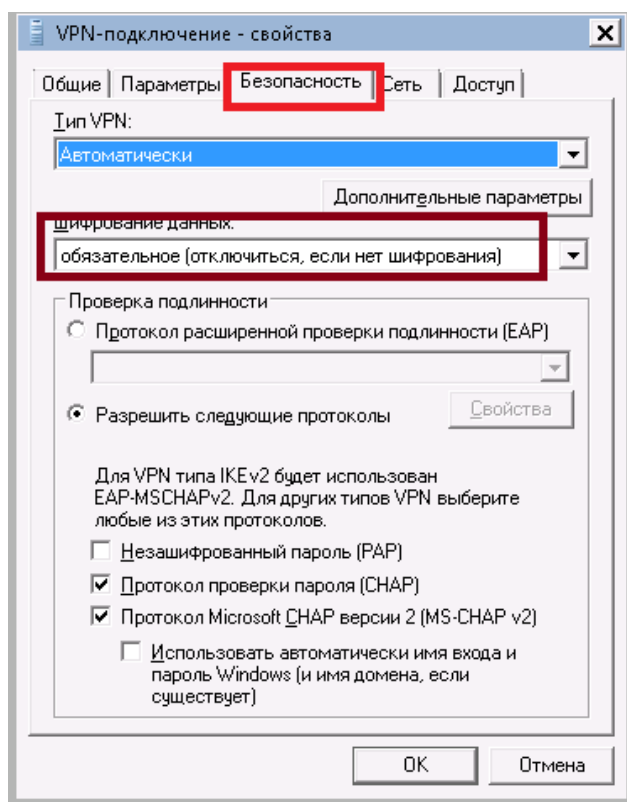 VPN-подключение - свойства
Общие Параметры Безопасность Сеть Доступ
Тип VPN:
Автоматически
Дополнительные параметры
Шифрование данных:
обязательное (отключиться, если нет шифрования)
Проверка подлинности
Протокол расширенной проверки подлинности (EAP)
Разрешить следующие протоколы
Свойства
Для VPN типа IKEv2 будет использован
EAP-MSCHAPv2. Для других типов VPN выберите
любые из этих протоколов.
Незашифрованный пароль (PAP)
Протокол проверки пароля (CHAP)
Протокол Microsoft CHAP версии 2 (MS-CHAP v2)
Использовать автоматически имя входа и
пароль Windows (и имя домена, если
существует)
OK Отмена